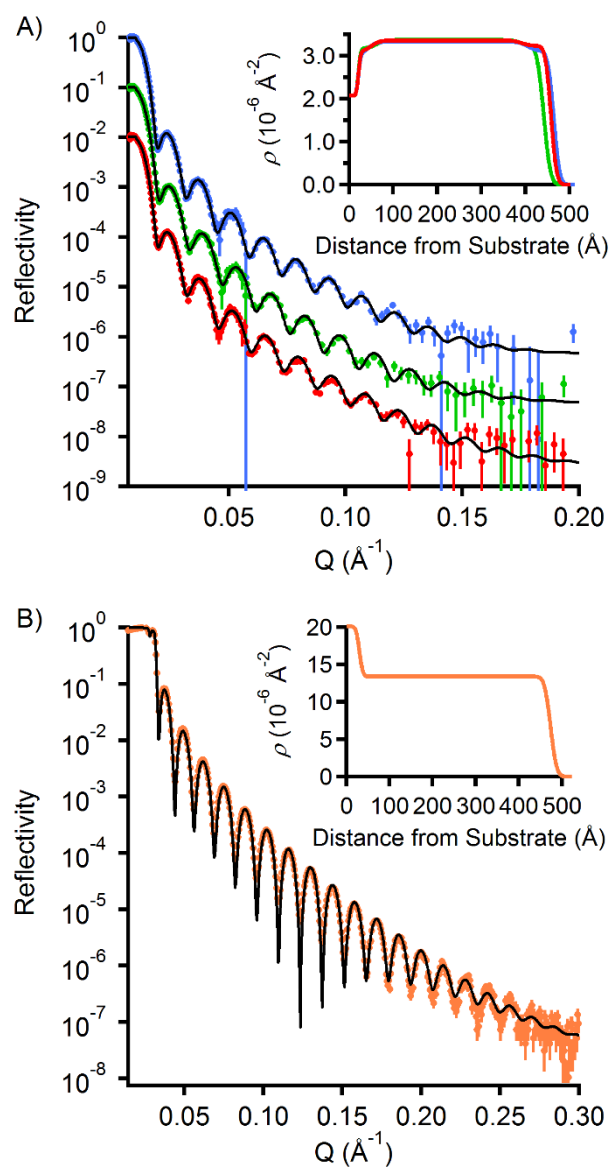 A)
10⁰
10⁻¹
10⁻²
10⁻³
10⁻⁴
10⁻⁵
10⁻⁶
10⁻⁷
10⁻⁸
10⁻⁹
Reflectivity
0.05 0.10 0.15 0.20
Q (Å⁻¹)
3.0
2.0
1.0
0.0
ρ (10⁻⁶ Å⁻²)
0 100 200 300 400 500
Distance from Substrate (Å)
B)
10⁰
10⁻¹
10⁻²
10⁻³
10⁻⁴
10⁻⁵
10⁻⁶
10⁻⁷
10⁻⁸
Reflectivity
0.05 0.10 0.15 0.20 0.25 0.30
Q (Å⁻¹)
20
15
10
5
0
ρ (10⁻⁶ Å⁻²)
0 100 200 300 400 500
Distance from Substrate (Å)